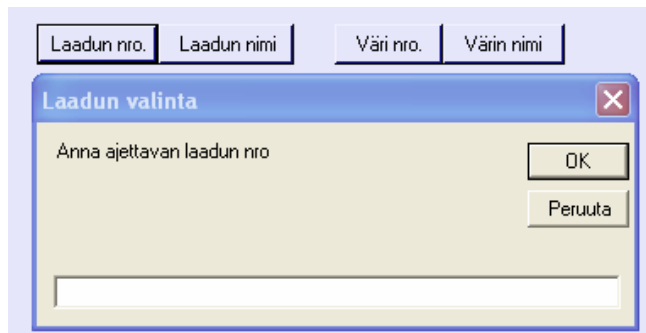 Laadun nro. Laadun nimi Väri nro. Värin nimi
Laadun valinta
Anna ajettavan laadun nro
OK
Peruuta